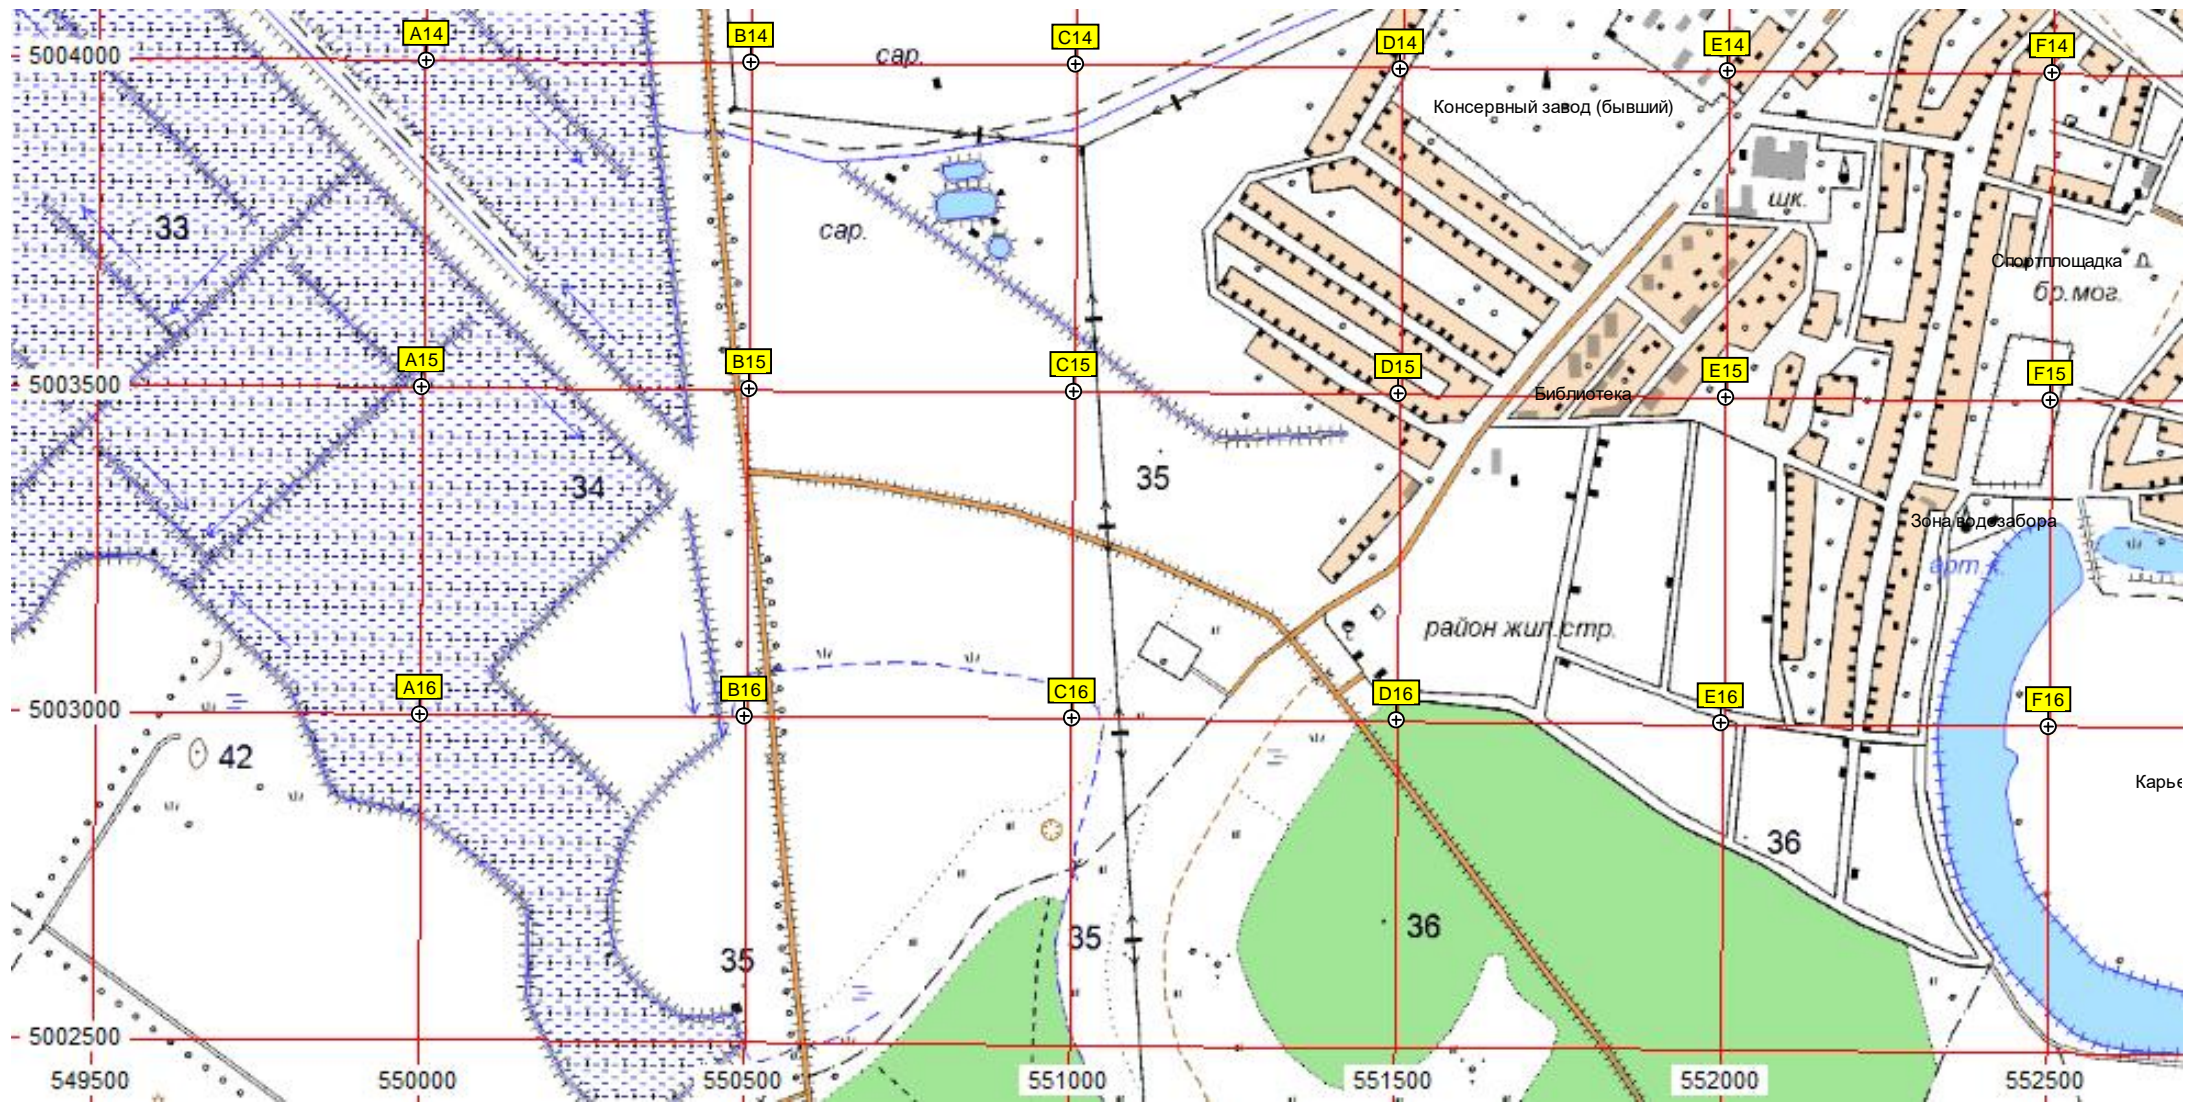 A14
B14
C14
D14
E14
F14
5004000
сар.
Консервный завод (бывший)
шк.
33
сар.
Спортплощадка
бр.мог.
A15
B15
C15
D15
E15
F15
5003500
Библиотека
34
35
Зона водозабора
арт.к.
район жил.стр.
A16
B16
C16
D16
E16
F16
5003000
42
Карье
36
36
35
35
5002500
549500
550000
550500
551000
551500
552000
552500